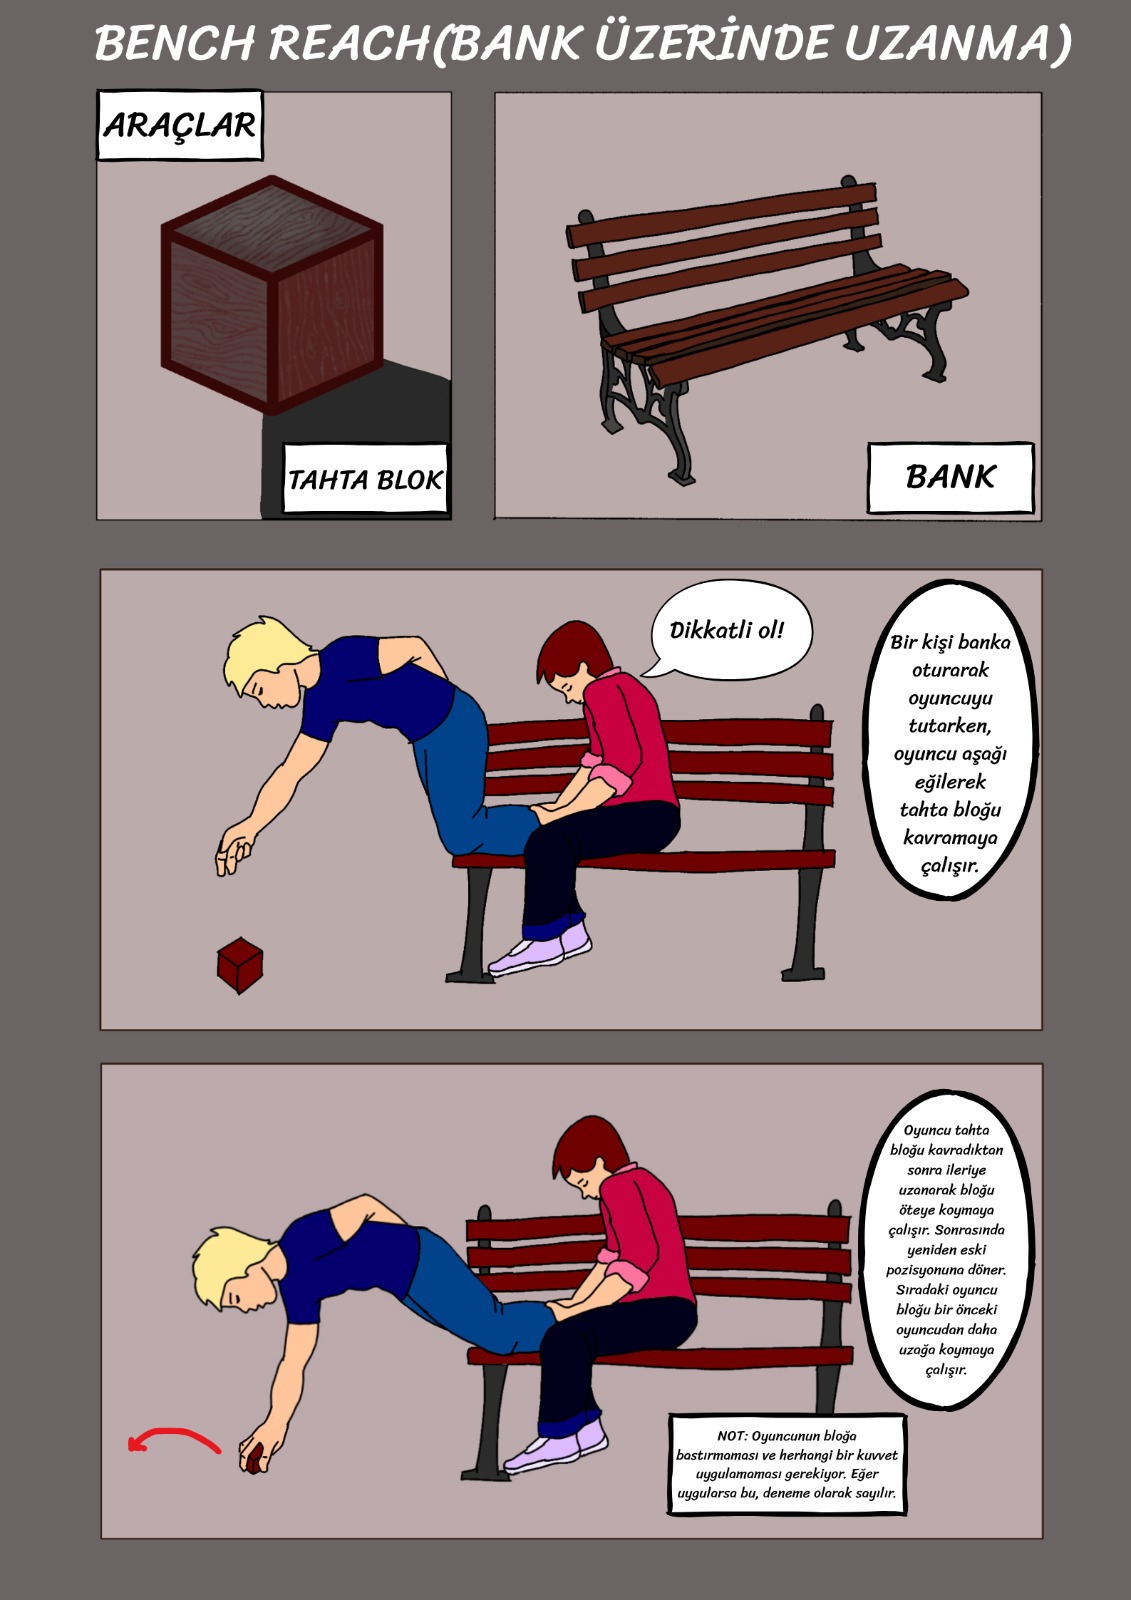 BENCH REACH(BANK ÜZERİNDE UZANMA)
ARAÇLAR
TAHTA BLOK
BANK
Dikkatli ol!
Bir kişi banka
oturarak
oyuncuyu
tutarken,
oyuncu aşağı
eğilerek
tahta bloğu
kavramaya
çalışır.
Oyuncu tahta
bloğu kavradıktan
sonra ileriye
uzanarak bloğu
öteye koymaya
çalışır. Sonrasında
yeniden eski
pozisyonuna döner.
Sıradaki oyuncu
bloğu bir önceki
oyuncudan daha
uzağa koymaya
çalışır.
NOT: Oyuncunun bloğa
bastırmaması ve herhangi bir kuvvet
uygulamaması gerekiyor. Eğer
uygularsa bu, deneme olarak sayılır.